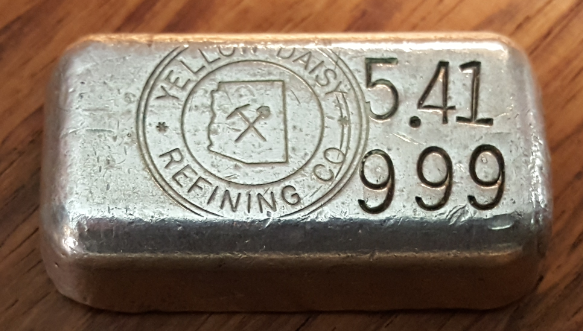 YELLOW DAISY
REFINING CO
5.41
999